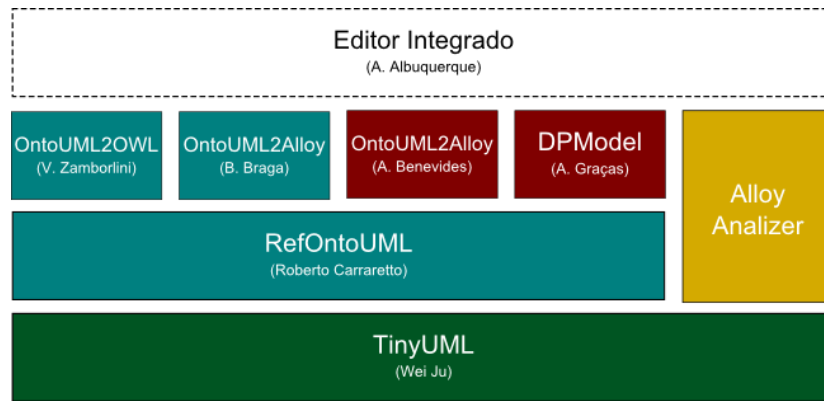 Editor Integrado
(A. Albuquerque)
OntoUML2OWL
(V. Zamborlini)
OntoUML2Alloy
(B. Braga)
OntoUML2Alloy
(A. Benevides)
DPModel
(A. Graças)
Alloy
Analizer
RefOntoUML
(Roberto Carraretto)
TinyUML
(Wei Ju)